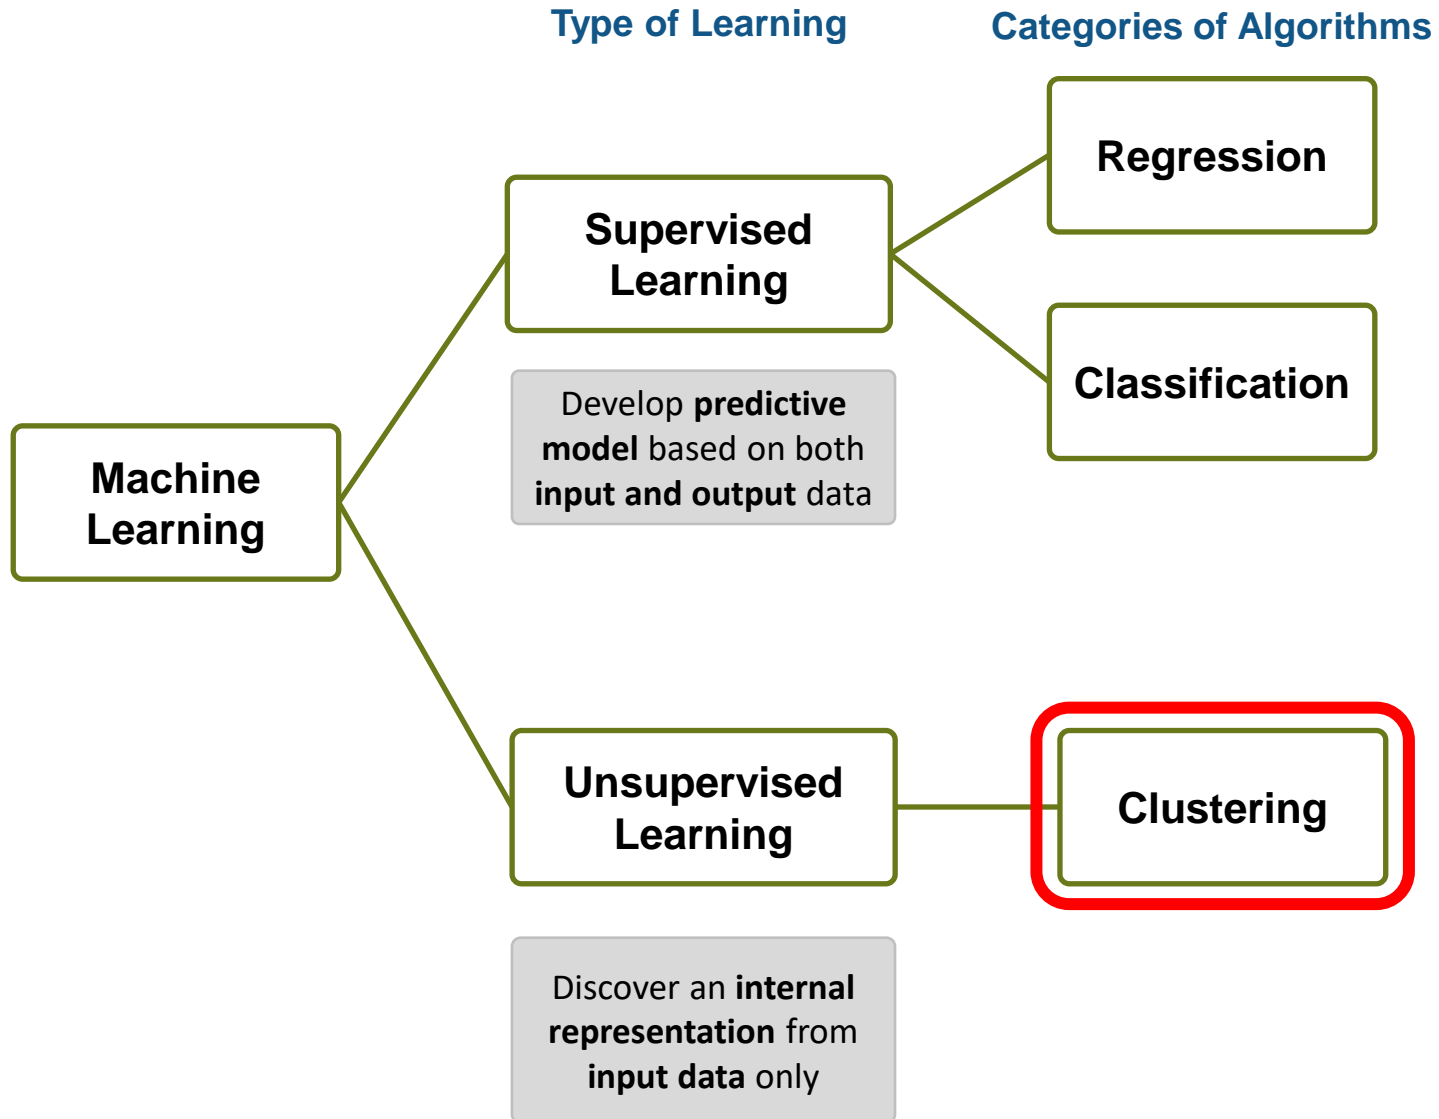 Type of Learning
Categories of Algorithms
Regression
Supervised
Learning
Classification
Develop predictive
model based on both
input and output data
Machine
Learning
Unsupervised
Learning
Clustering
Discover an internal
representation from
input data only